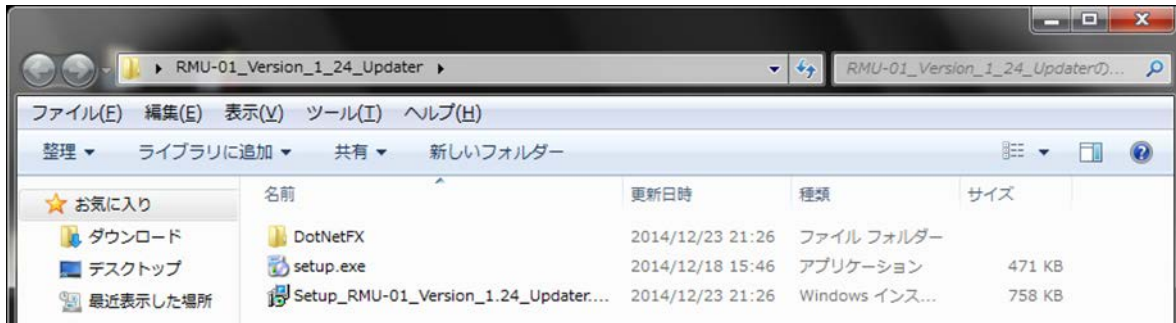 RMU-01_Version_1_24_Updater
RMU-01_Version_1_24_Updaterの...
ファイル(F) 編集(E) 表示(V) ツール(T) ヘルプ(H)
整理 ライブラリに追加 共有 新しいフォルダー
お気に入り
ダウンロード
デスクトップ
最近表示した場所
名前 更新日時 種類 サイズ
DotNetFX 2014/12/23 21:26 ファイル フォルダー
setup.exe 2014/12/18 15:46 アプリケーション 471 KB
Setup_RMU-01_Version_1.24_Updater.... 2014/12/23 21:26 Windows インス... 758 KB